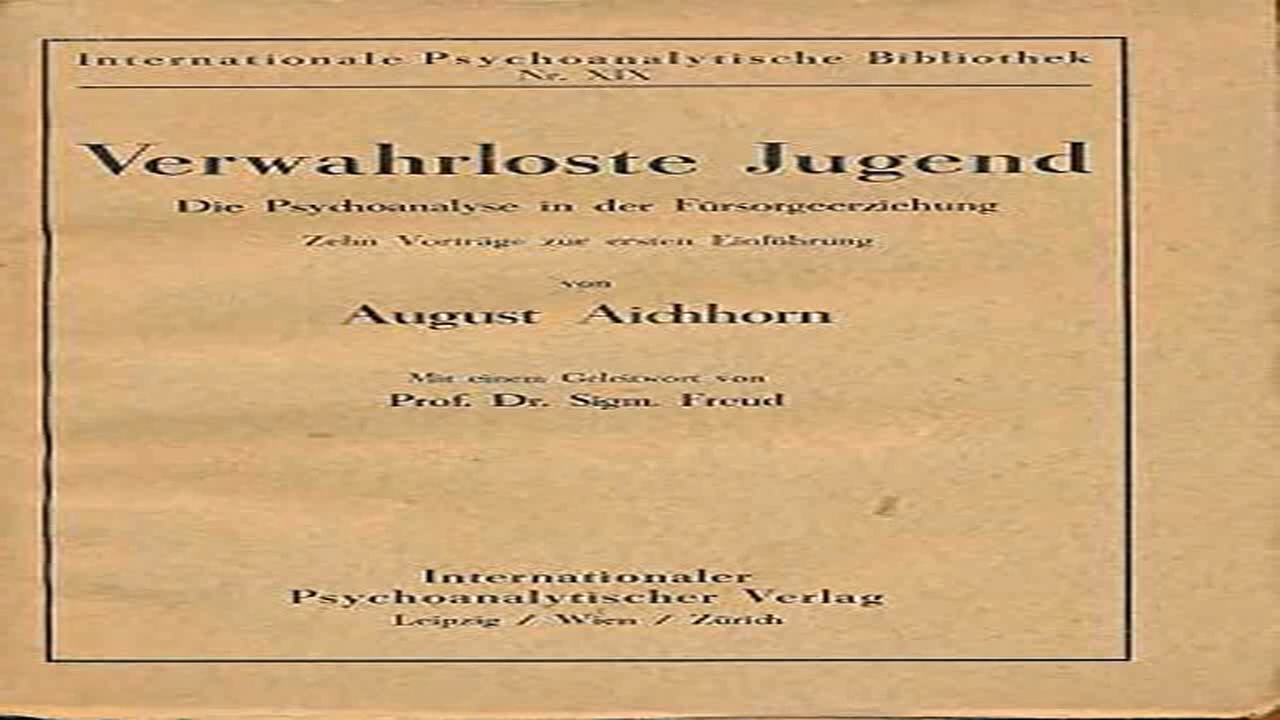 Internationale Psychoanalytische Bibliothek
Nr. XIX
Verwahrloste Jugend
Die Psychoanalyse in der Fürsorgeerziehung
Zehn Vorträge zur ersten Einführung
von
August Aichhorn
Mit einem Geleitwort von
Prof. Dr. Sigm. Freud
Internationaler
Psychoanalytischer Verlag
Leipzig / Wien / Zürich